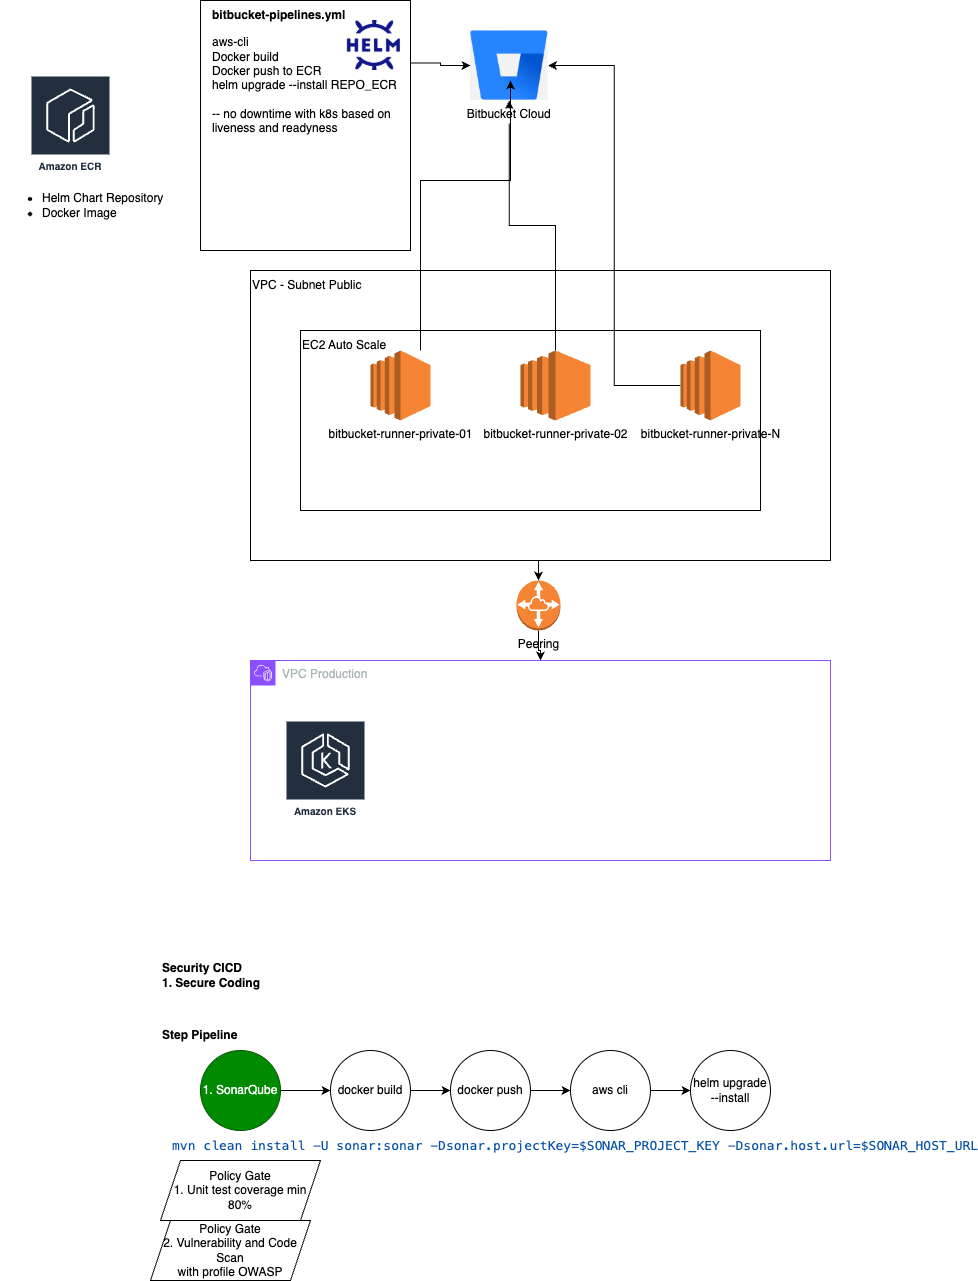 bitbucket-pipelines.yml
HELM
aws-cli
Docker build
Docker push to ECR
helm upgrade --install REPO_ECR
-- no downtime with k8s based on
liveness and readyness
Bitbucket Cloud
Amazon ECR
• Helm Chart Repository
• Docker Image
VPC - Subnet Public
EC2 Auto Scale
bitbucket-runner-private-01
bitbucket-runner-private-02
bitbucket-runner-private-N
Peering
VPC Production
K
Amazon EKS
Security CICD
1. Secure Coding
Step Pipeline
1. SonarQube
docker build
docker push
aws cli
helm upgrade
--install
mvn clean install –U sonar:sonar –Dsonar.projectKey=$SONAR_PROJECT_KEY –Dsonar.host.url=$SONAR_HOST_URL
Policy Gate
1. Unit test coverage min
80%
Policy Gate
2. Vulnerability and Code
Scan
with profile OWASP